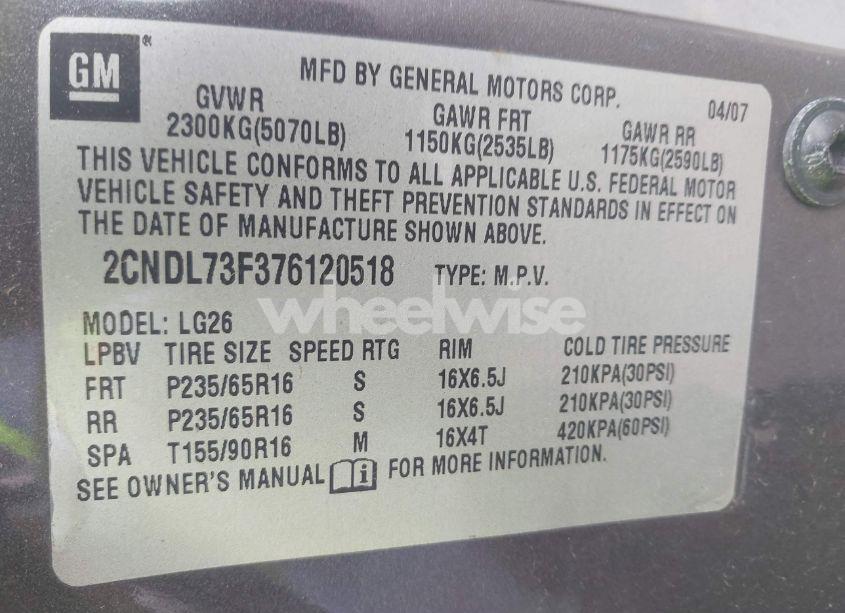 GM®
MFD BY GENERAL MOTORS CORP. 04/07
GVWR GAWR FRT GAWR RR
2300KG(5070LB) 1150KG(2535LB) 1175KG(2590LB)
THIS VEHICLE CONFORMS TO ALL APPLICABLE U.S. FEDERAL MOTOR
VEHICLE SAFETY AND THEFT PREVENTION STANDARDS IN EFFECT ON
THE DATE OF MANUFACTURE SHOWN ABOVE.
2CNDL73F376120518 TYPE: M.P.V.
wheelwise
MODEL: LG26
LPBV TIRE SIZE SPEED RTG RIM COLD TIRE PRESSURE
FRT P235/65R16 S 16X6.5J 210KPA(30PSI)
RR P235/65R16 S 16X6.5J 210KPA(30PSI)
SPA T155/90R16 M 16X4T 420KPA(60PSI)
SEE OWNER'S MANUAL i FOR MORE INFORMATION.